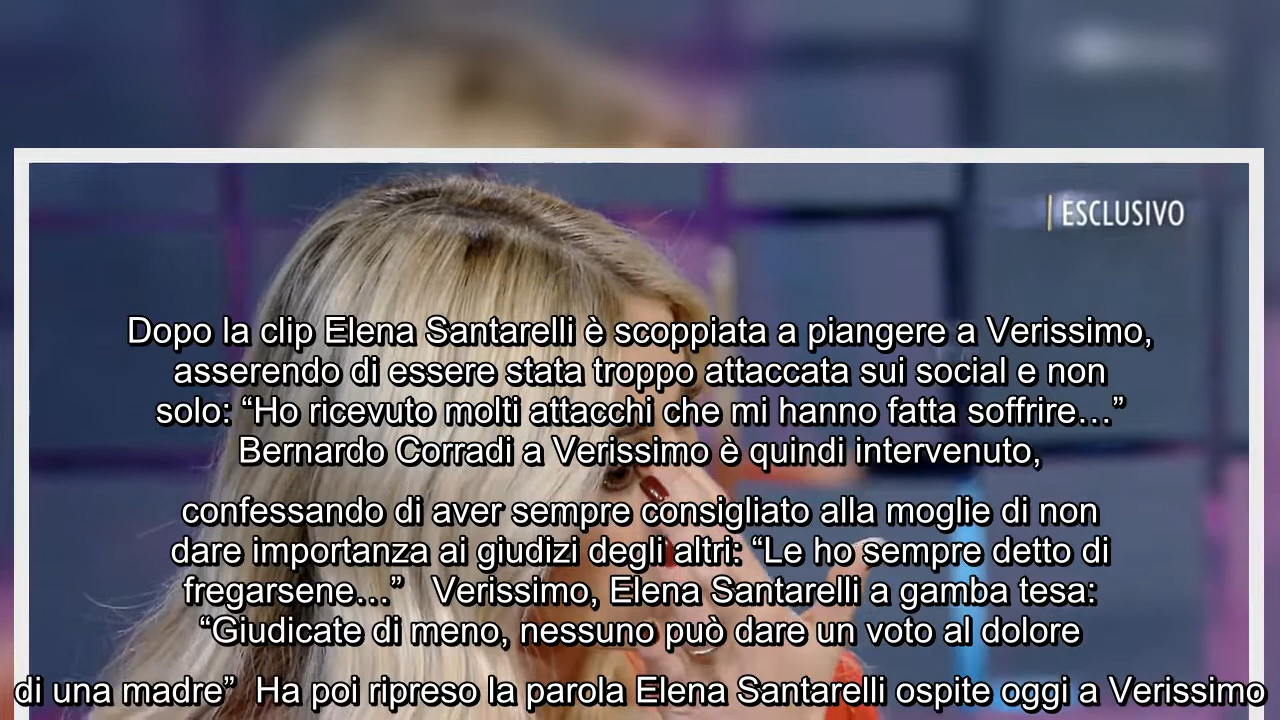 ESCLUSIVO
Dopo la clip Elena Santarelli è scoppiata a piangere a Verissimo,
asserendo di essere stata troppo attaccata sui social e non
solo: “Ho ricevuto molti attacchi che mi hanno fatta soffrire…”
Bernardo Corradi a Verissimo è quindi intervenuto,
confessando di aver sempre consigliato alla moglie di non
dare importanza ai giudizi degli altri: “Le ho sempre detto di
fregarsene…” Verissimo, Elena Santarelli a gamba tesa:
“Giudicate di meno, nessuno può dare un voto al dolore
di una madre” Ha poi ripreso la parola Elena Santarelli ospite oggi a Verissimo